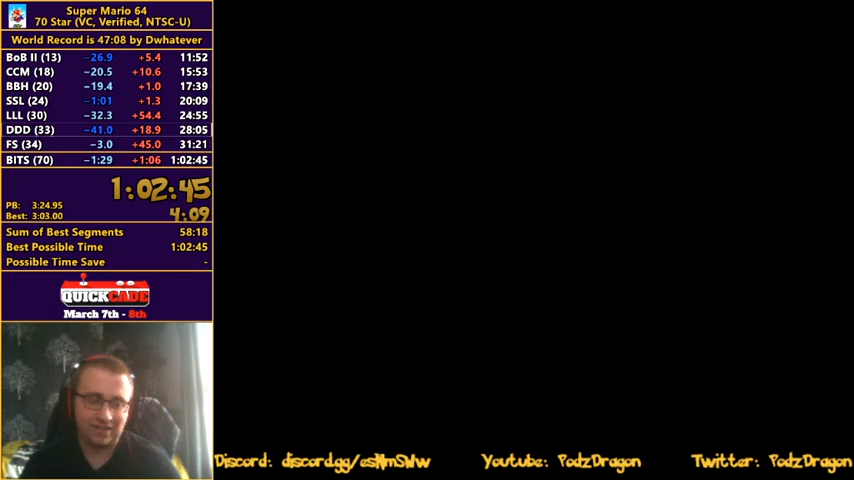 Super Mario 64
70 Star (VC, Verified, NTSC-U)
World Record is 47:08 by Dwhatever
BoB II (13) -26.9 +5.4 11:52
CCM (18) -20.5 +10.6 15:53
BBH (20) -19.4 +1.0 17:39
SSL (24) -1:01 +1.3 20:09
LLL (30) -32.3 +54.4 24:55
DDD (33) -41.0 +18.9 28:05
FS (34) -3.0 +45.0 31:21
BITS (70) -1:29 +1:06 1:02:45
1:02:45
PB: 3:24.95
4:09
Best: 3:03.00
Sum of Best Segments 58:18
Best Possible Time 1:02:45
Possible Time Save -
QUICKCADE
March 7th - 8th
Youtube: PodzDragon
Twitter: PodzDragon